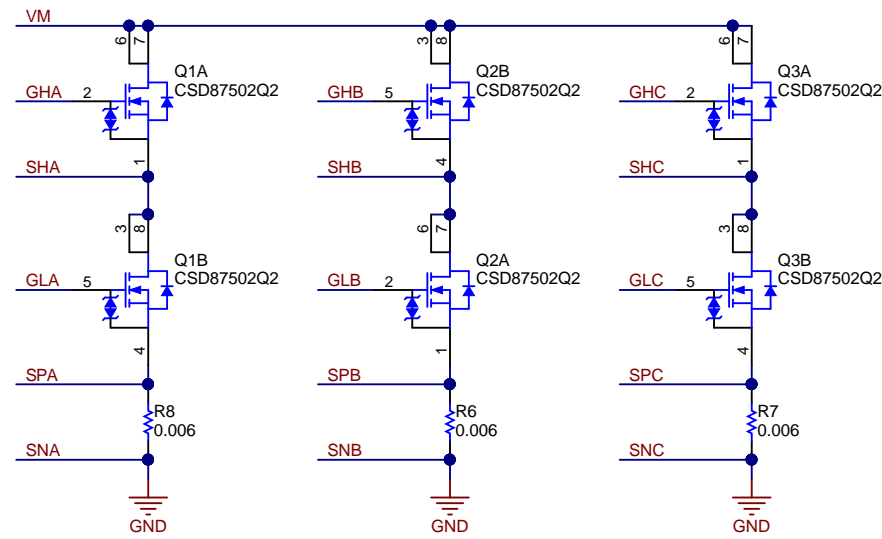 VM
6 7 3 8 6 7
Q1A Q2B Q3A
CSD87502Q2 CSD87502Q2 CSD87502Q2
GHA 2 GHB 5 GHC 2
1 4 1
SHA SHB SHC
3 8 6 7 3 8
Q1B Q2A Q3B
CSD87502Q2 CSD87502Q2 CSD87502Q2
GLA 5 GLB 2 GLC 5
4 1 4
SPA SPB SPC
R8 R6 R7
0.006 0.006 0.006
SNA SNB SNC
GND GND GND